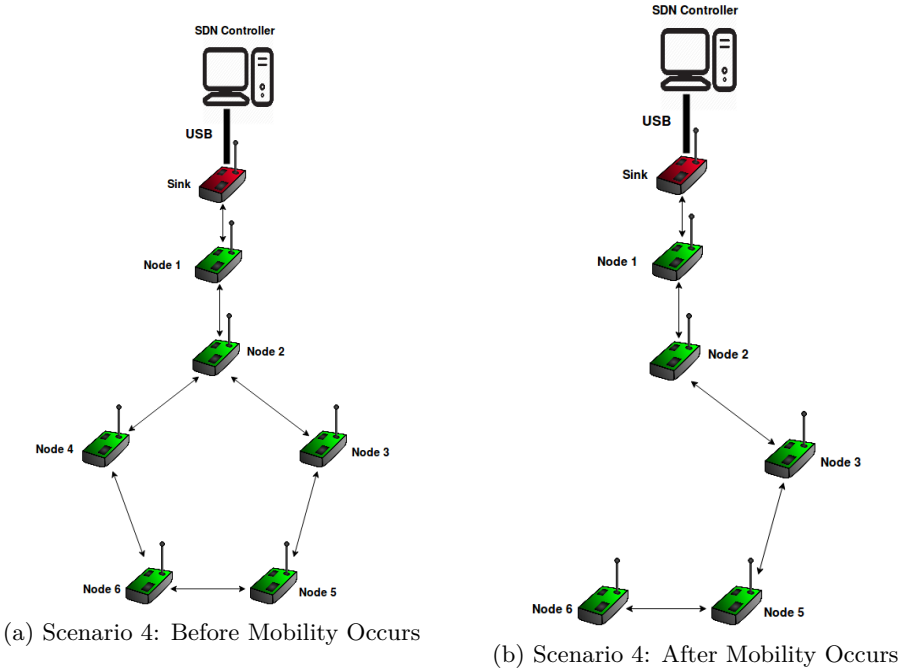 SDN Controller
USB
Sink
Node 1
Node 2
Node 4
Node 3
Node 6
Node 5
(a) Scenario 4: Before Mobility Occurs
SDN Controller
USB
Sink
Node 1
Node 2
Node 3
Node 6
Node 5
(b) Scenario 4: After Mobility Occurs